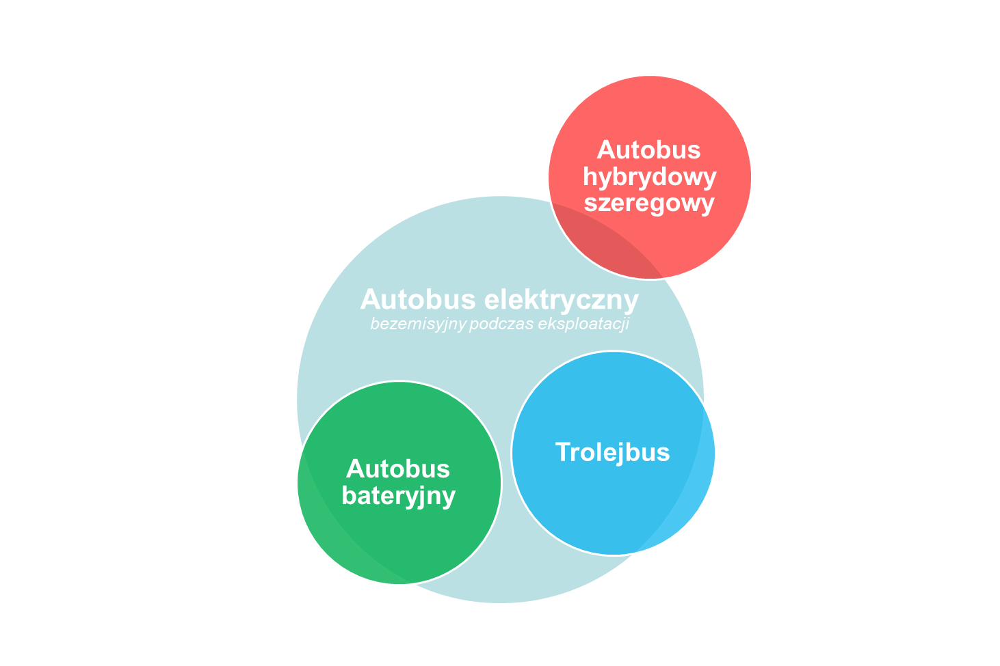 Autobus
hybrydowy
szeregowy
Autobus elektryczny
bezemisyjny podczas eksploatacji
Trolejbus
Autobus
bateryjny